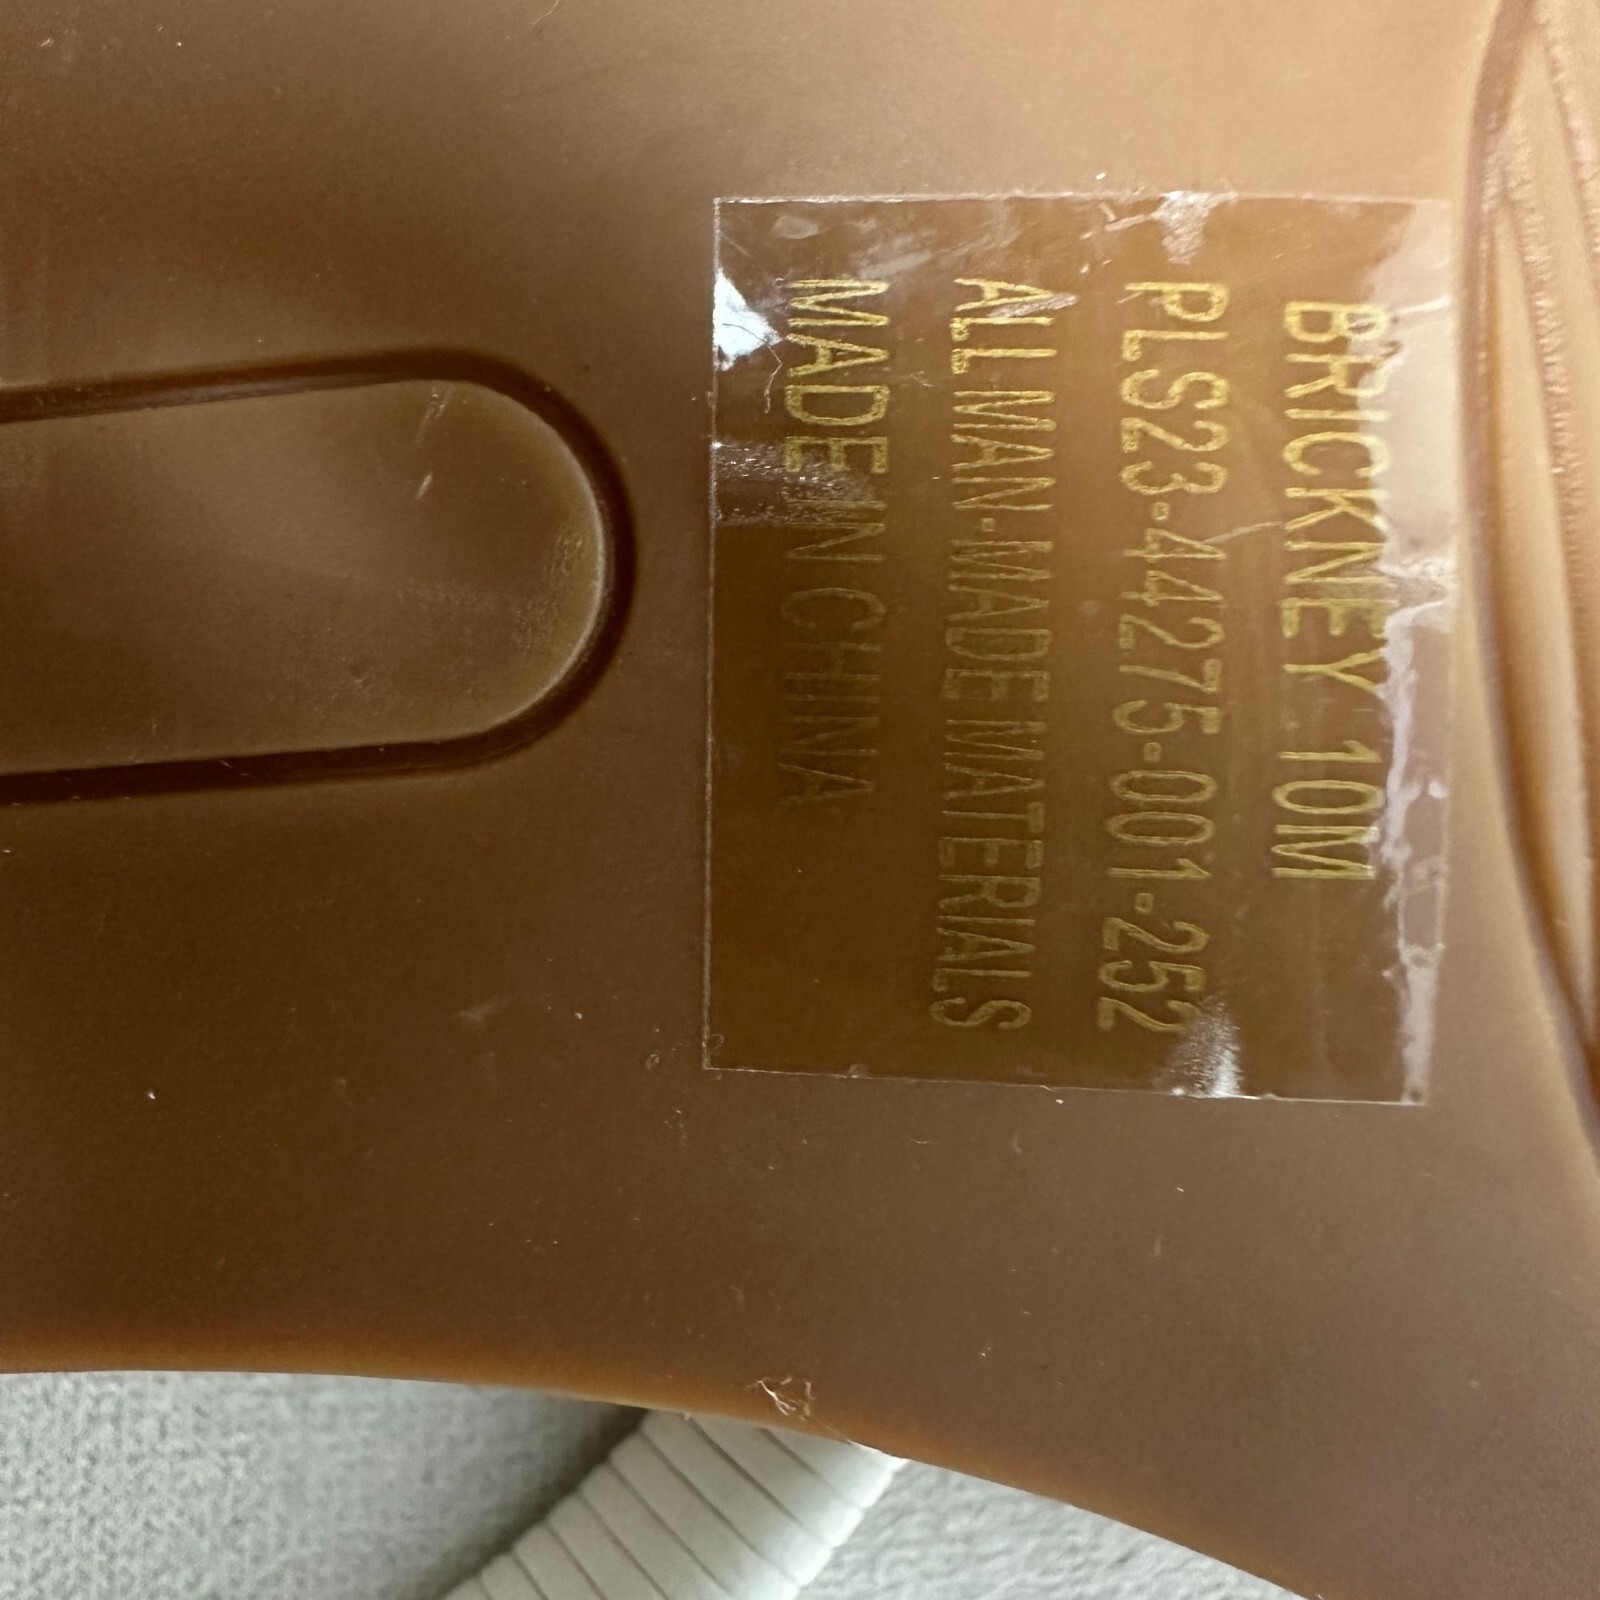 BRICKNEY 10M
PLS23-44275-001-252
ALL MAN-MADE MATERIALS
MADE IN CHINA